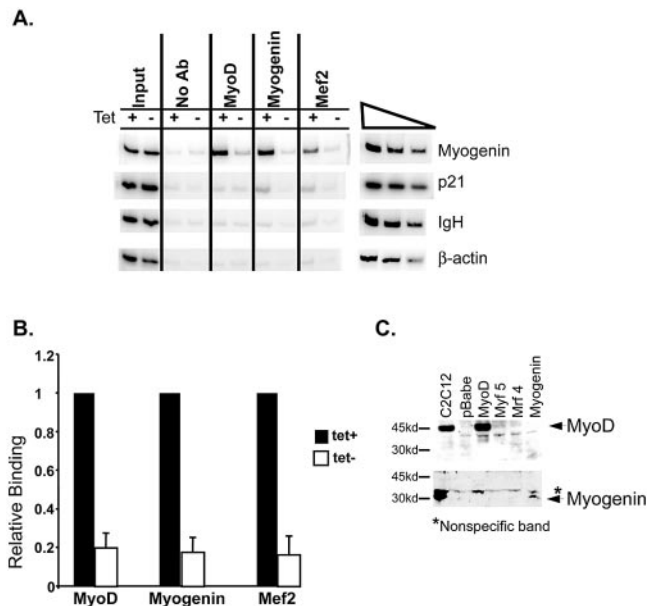 A.
Input No Ab MyoD Myogenin Mef2
Tet + - + - + - + - + -
Myogenin
p21
IgH
β-actin
B.
Relative Binding
1.2
1
0.8
0.6
0.4
0.2
0
MyoD Myogenin Mef2
tet+
tet-
C.
C2C12 pBabe MyoD Myf 5 Mrf 4 Myogenin
45kd
MyoD
30kd
45kd
*
30kd
Myogenin
*Nonspecific band